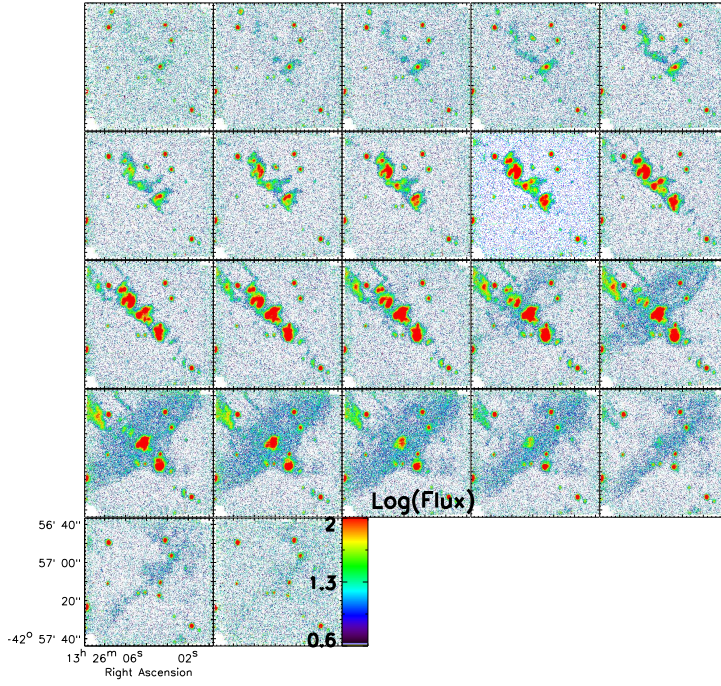 Log(Flux)
2
1.3
0.6
56' 40"
57' 00"
20"
-42° 57' 40"
13ʰ 26ᵐ 06ˢ 02ˢ
Right Ascension